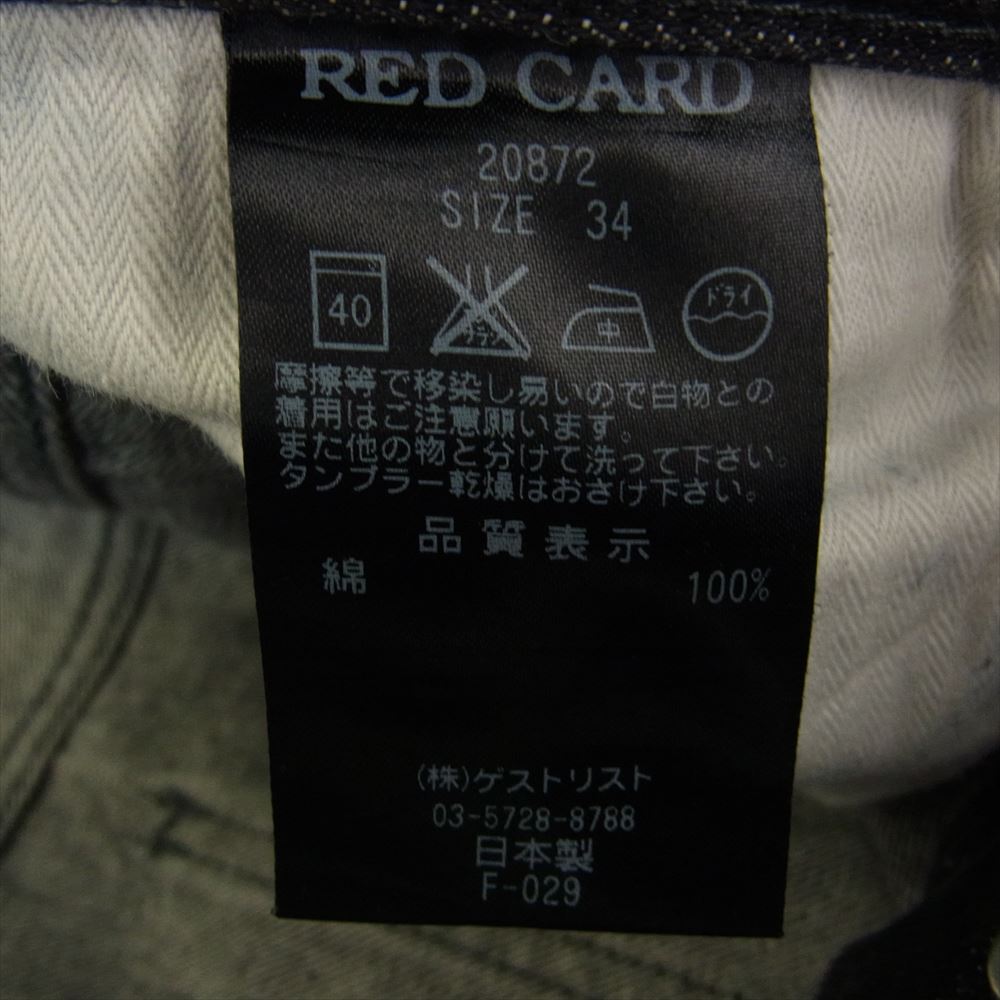 RED CARD
20872
SIZE 34
40 中 ドライ
摩擦等で移染し易いので白物との
着用はご注意願います。
また他の物と分けて洗って下さい。
タンブラー乾燥はおさけ下さい。
品質表示
綿 100%
(株)ゲストリスト
03-5728-8788
日本製
F-029